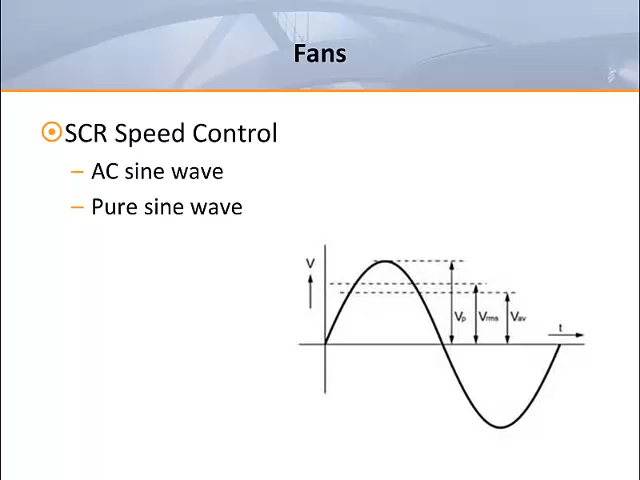 Fans
SCR Speed Control
– AC sine wave
– Pure sine wave
V
Vp
Vrms
Vav
t